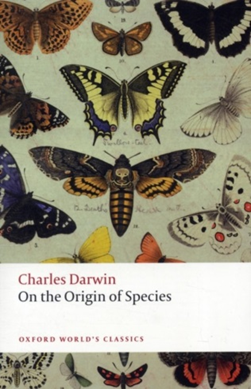 Charles Darwin
On the Origin of Species
OXFORD WORLD'S CLASSICS